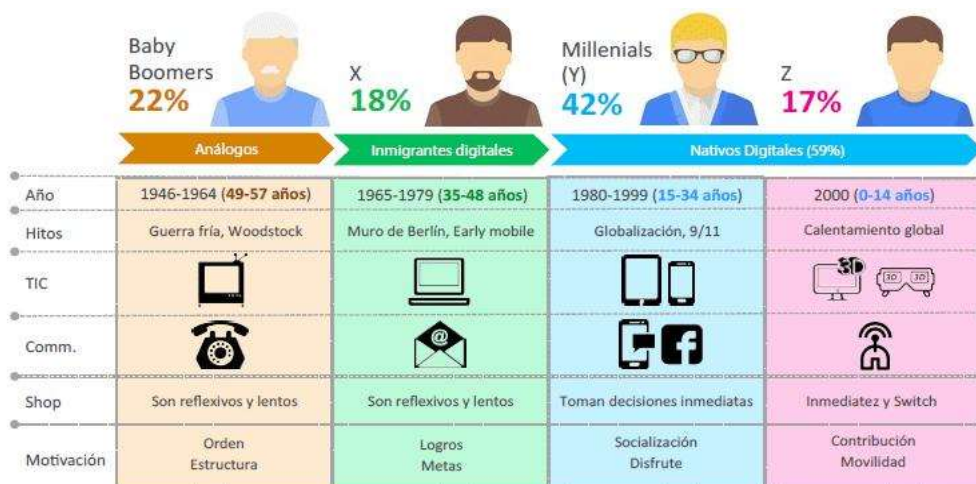 Baby
Boomers
22%
X
18%
Millenials
(Y)
42%
Z
17%
Análogos
Inmigrantes digitales
Nativos Digitales (59%)
Año
1946-1964 (49-57 años)
1965-1979 (35-48 años)
1980-1999 (15-34 años)
2000 (0-14 años)
Hitos
Guerra fría, Woodstock
Muro de Berlín, Early mobile
Globalización, 9/11
Calentamiento global
TIC
3D
3D 3D
Comm.
@
Shop
Son reflexivos y lentos
Son reflexivos y lentos
Toman decisiones inmediatas
Inmediatez y Switch
Motivación
Orden
Estructura
Logros
Metas
Socialización
Disfrute
Contribución
Movilidad